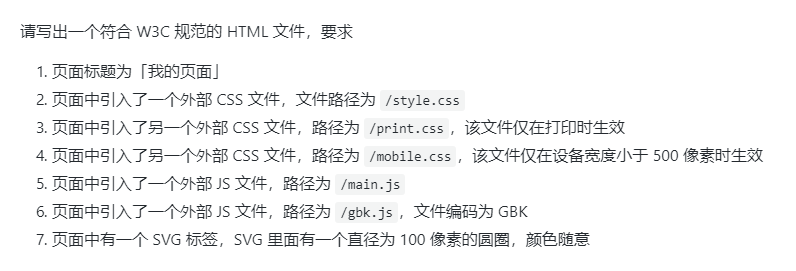 请写出一个符合 W3C 规范的 HTML 文件，要求
1. 页面标题为「我的页面」
2. 页面中引入了一个外部 CSS 文件，文件路径为 /style.css
3. 页面中引入了另一个外部 CSS 文件，路径为 /print.css，该文件仅在打印时生效
4. 页面中引入了另一个外部 CSS 文件，路径为 /mobile.css，该文件仅在设备宽度小于 500 像素时生效
5. 页面中引入了一个外部 JS 文件，路径为 /main.js
6. 页面中引入了一个外部 JS 文件，路径为 /gbk.js，文件编码为 GBK
7. 页面中有一个 SVG 标签，SVG 里面有一个直径为 100 像素的圆圈，颜色随意